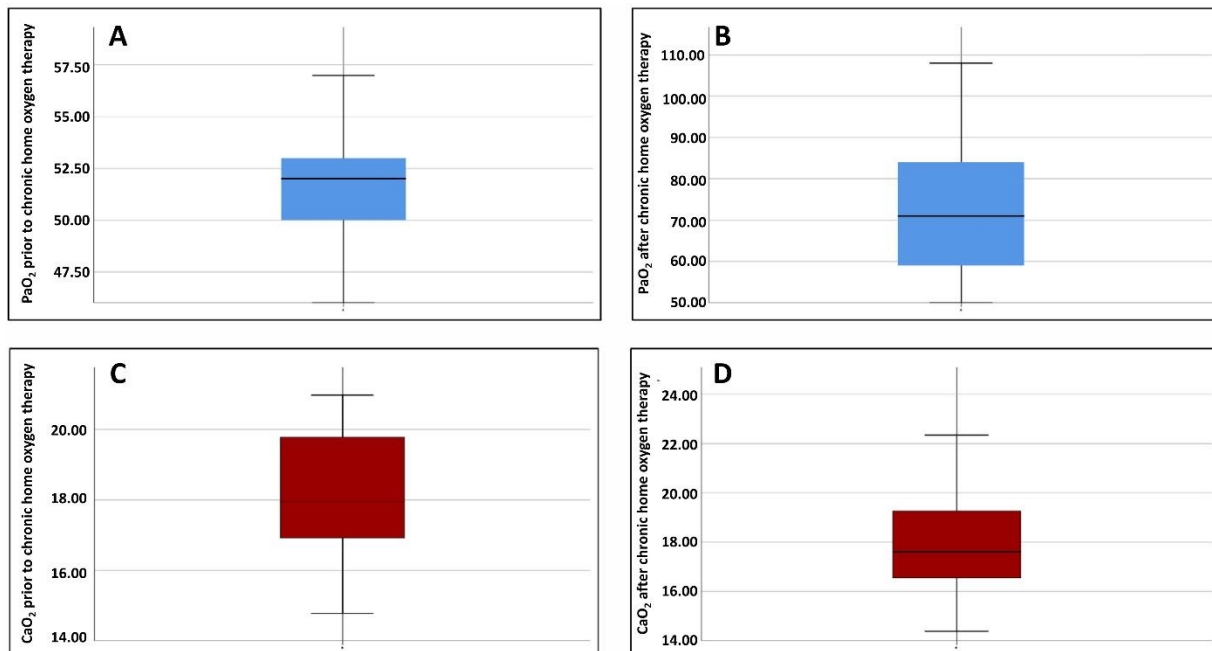 A
PaO₂ prior to chronic home oxygen therapy
57.50
55.00
52.50
50.00
47.50
B
PaO₂ after chronic home oxygen therapy
110.00
100.00
90.00
80.00
70.00
60.00
50.00
C
CaO₂ prior to chronic home oxygen therapy
20.00
18.00
16.00
14.00
D
CaO₂ after chronic home oxygen therapy
24.00
22.00
20.00
18.00
16.00
14.00